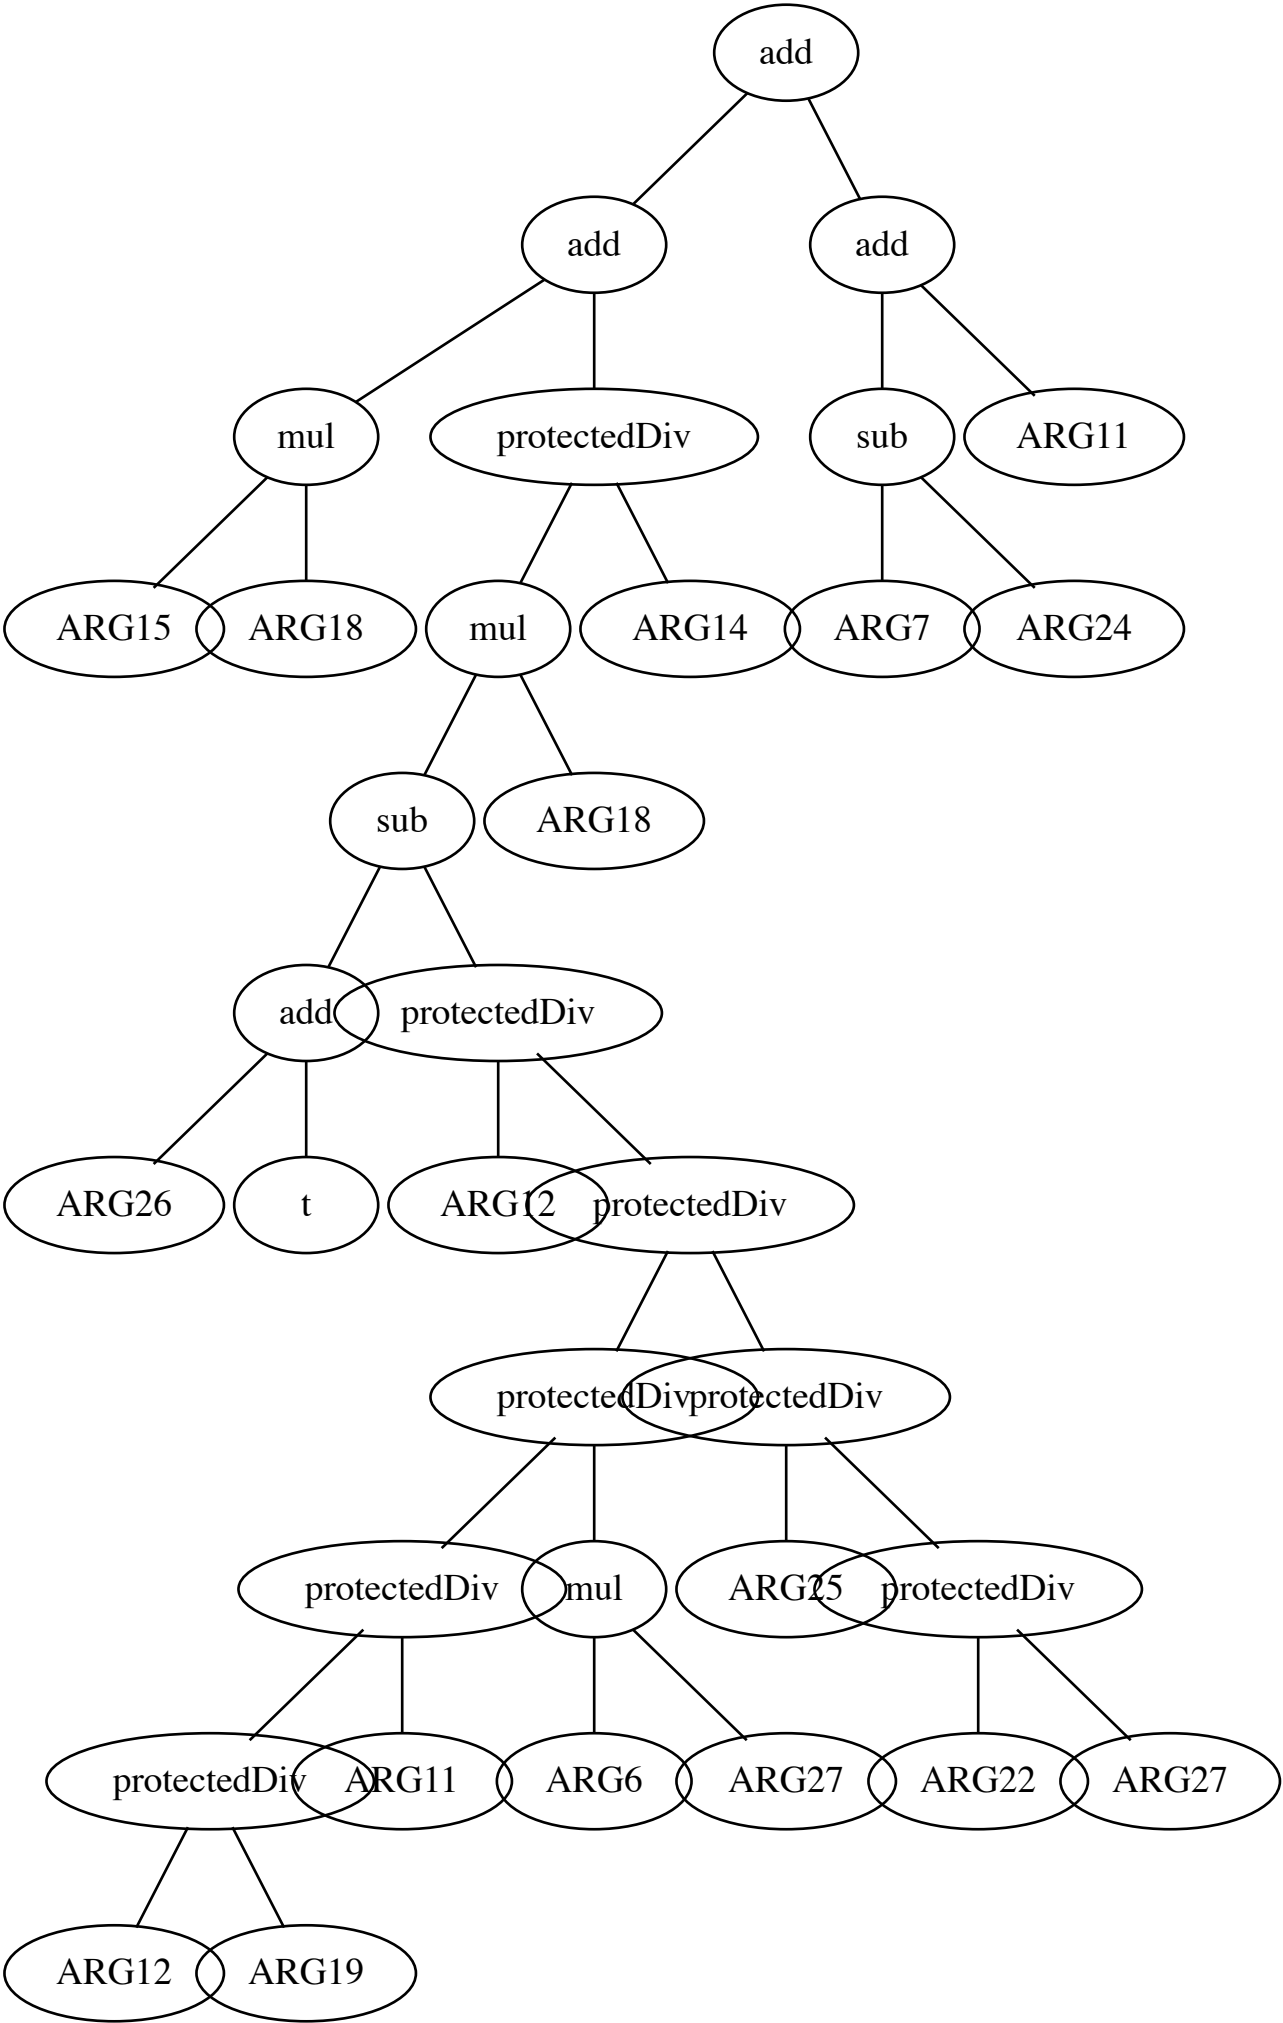 add
add add
mul protectedDiv sub ARG11
ARG15 ARG18 mul ARG14 ARG7 ARG24
sub ARG18
add protectedDiv
ARG26 t ARG12 protectedDiv
protectedDiv protectedDiv
protectedDiv mul ARG25 protectedDiv
protectedDiv ARG11 ARG6 ARG27 ARG22 ARG27
ARG12 ARG19